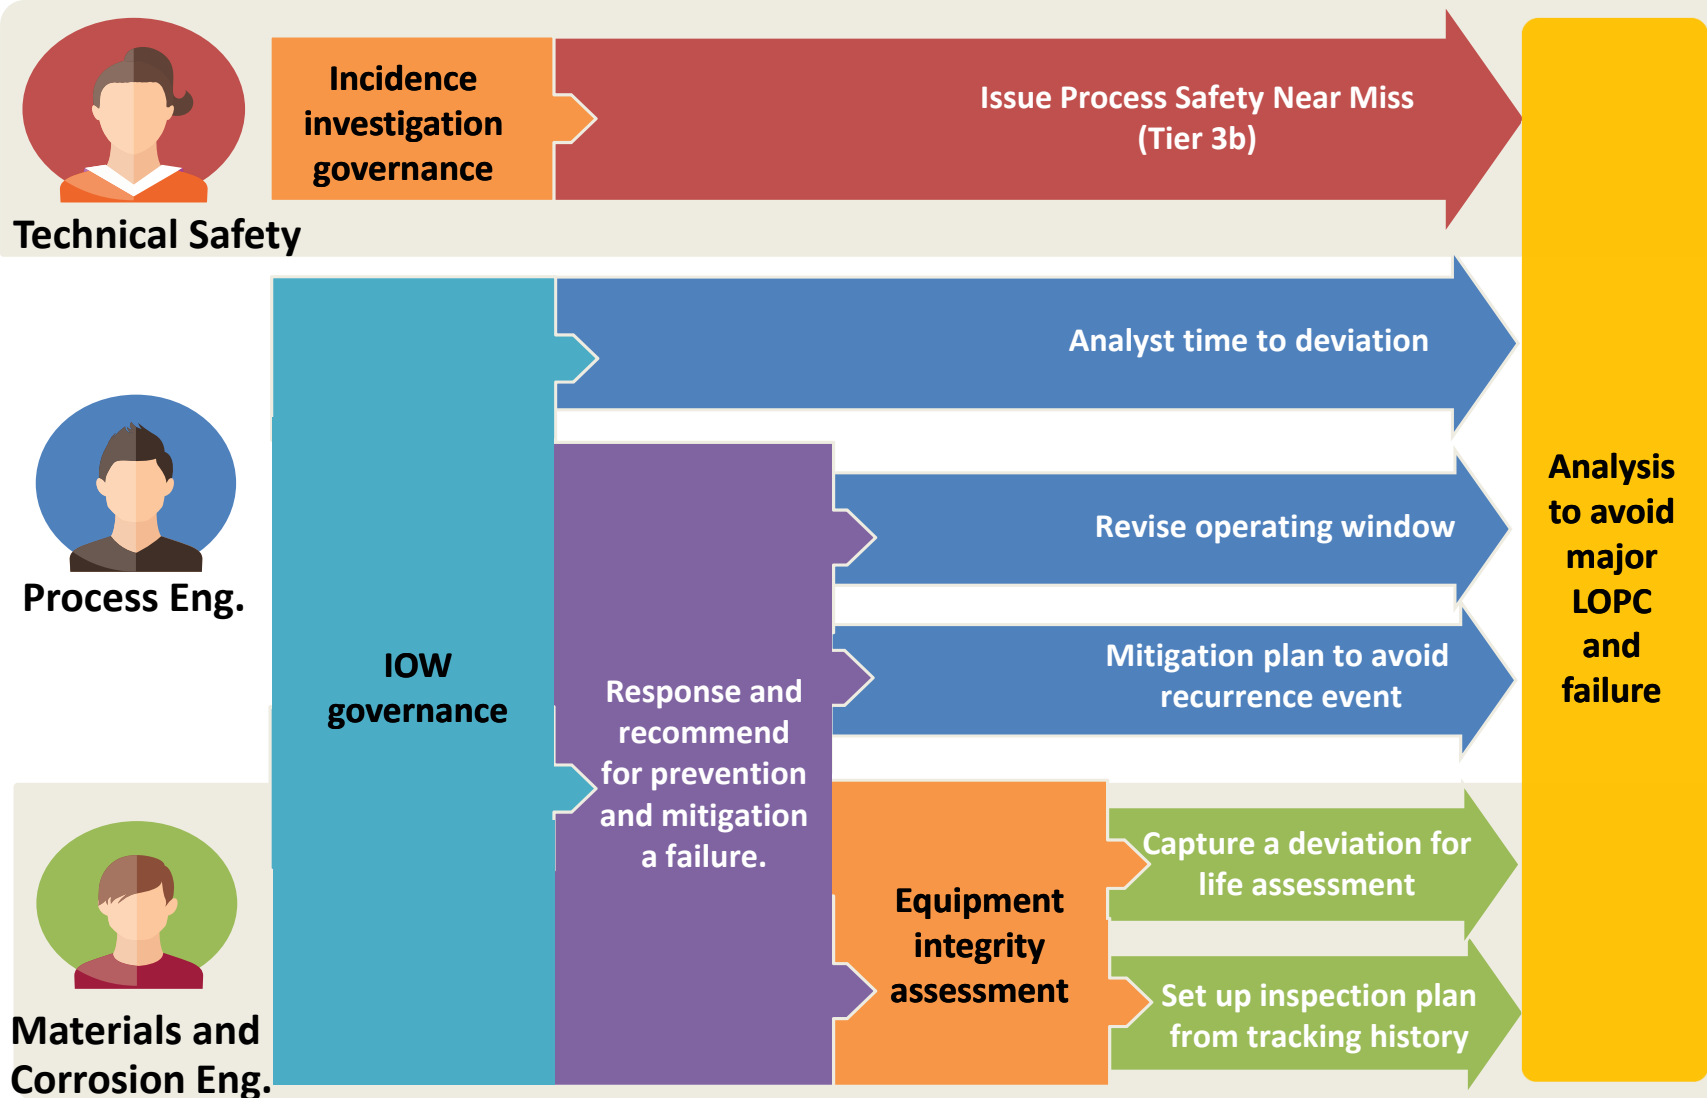 Incidence
investigation
governance
Issue Process Safety Near Miss
(Tier 3b)
Technical Safety
Analyst time to deviation
Process Eng.
IOW
governance
Response and
recommend
for prevention
and mitigation
a failure.
Revise operating window
Mitigation plan to avoid
recurrence event
Materials and
Corrosion Eng.
Equipment
integrity
assessment
Capture a deviation for
life assessment
Set up inspection plan
from tracking history
Analysis
to avoid
major
LOPC
and
failure